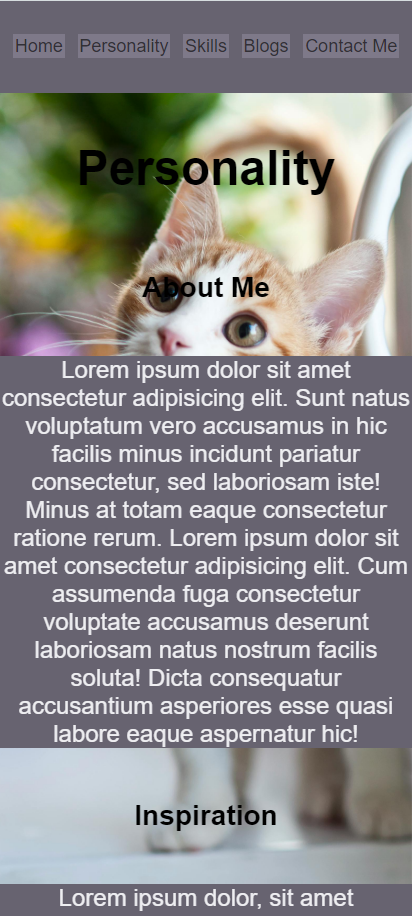 Home Personality Skills Blogs Contact Me
Personality
About Me
Lorem ipsum dolor sit amet
consectetur adipisicing elit. Sunt natus
voluptatum vero accusamus in hic
facilis minus incidunt pariatur
consectetur, sed laboriosam iste!
Minus at totam eaque consectetur
ratione rerum. Lorem ipsum dolor sit
amet consectetur adipisicing elit. Cum
assumenda fuga consectetur
voluptate accusamus deserunt
laboriosam natus nostrum facilis
soluta! Dicta consequatur
accusantium asperiores esse quasi
labore eaque aspernatur hic!
Inspiration
Lorem ipsum dolor, sit amet